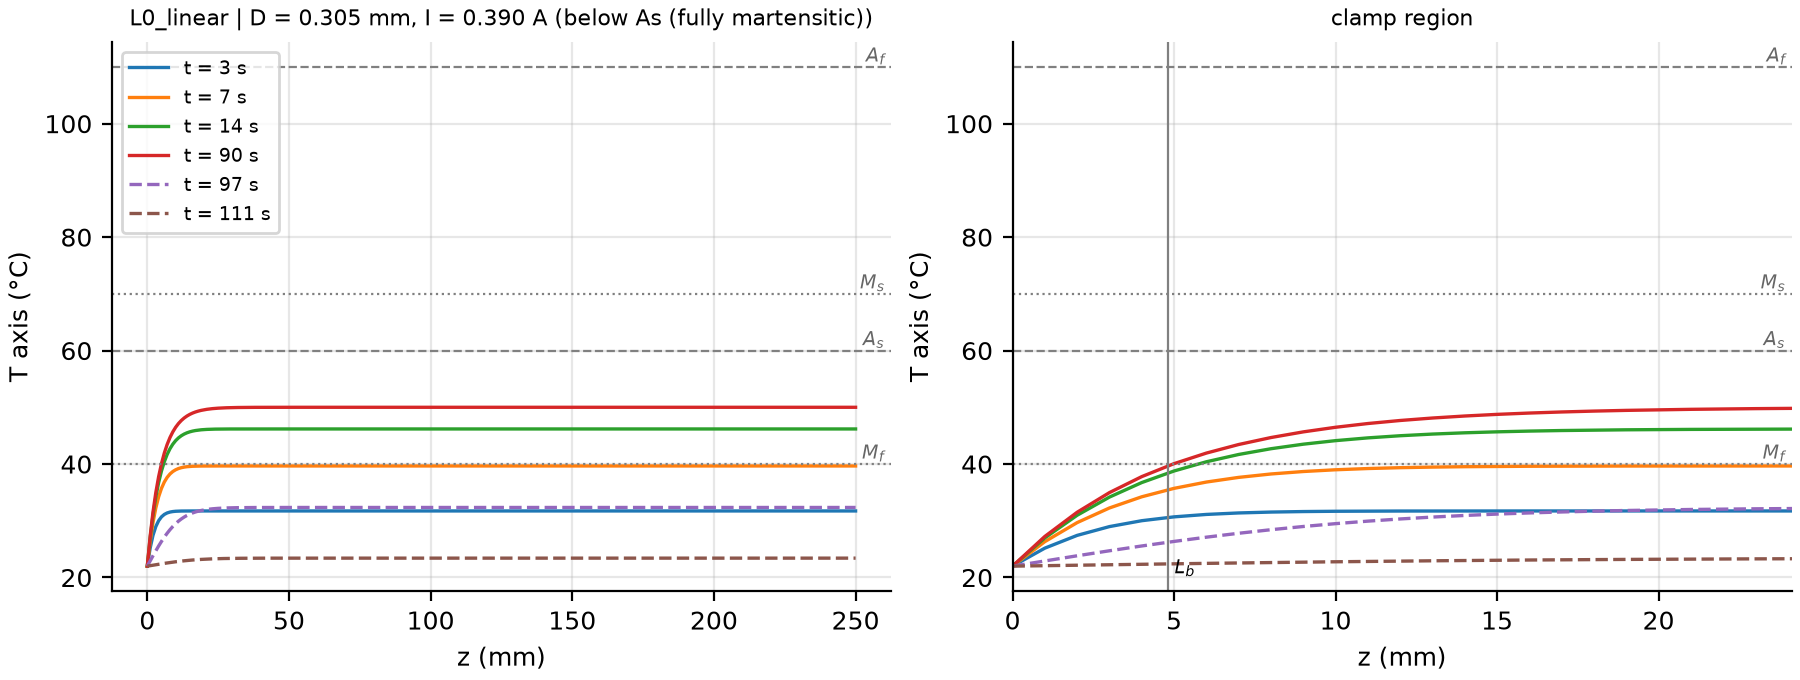 L0_linear | D = 0.305 mm, I = 0.390 A (below As (fully martensitic))
t = 3 s
t = 7 s
t = 14 s
t = 90 s
t = 97 s
t = 111 s
A_f
M_s
A_s
M_f
100
80
60
40
20
T axis (°C)
0 50 100 150 200 250
z (mm)
clamp region
A_f
M_s
A_s
M_f
L_b
100
80
60
40
20
T axis (°C)
0 5 10 15 20
z (mm)